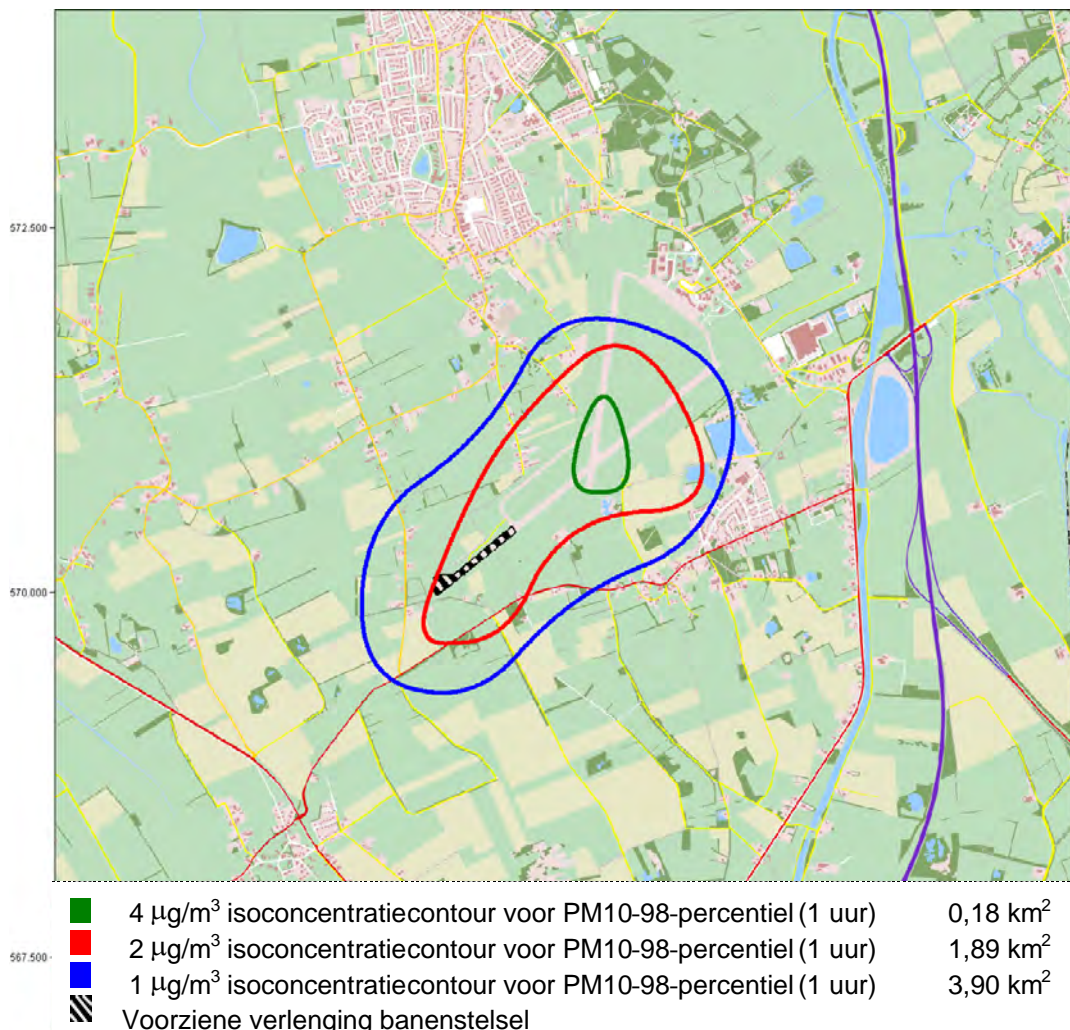 572.500
570.000
4 μg/m³ isoconcentratiecontour voor PM10-98-percentiel (1 uur) 0,18 km²
2 μg/m³ isoconcentratiecontour voor PM10-98-percentiel (1 uur) 1,89 km²
567.500
1 μg/m³ isoconcentratiecontour voor PM10-98-percentiel (1 uur) 3,90 km²
Voorziene verlenging banenstelsel